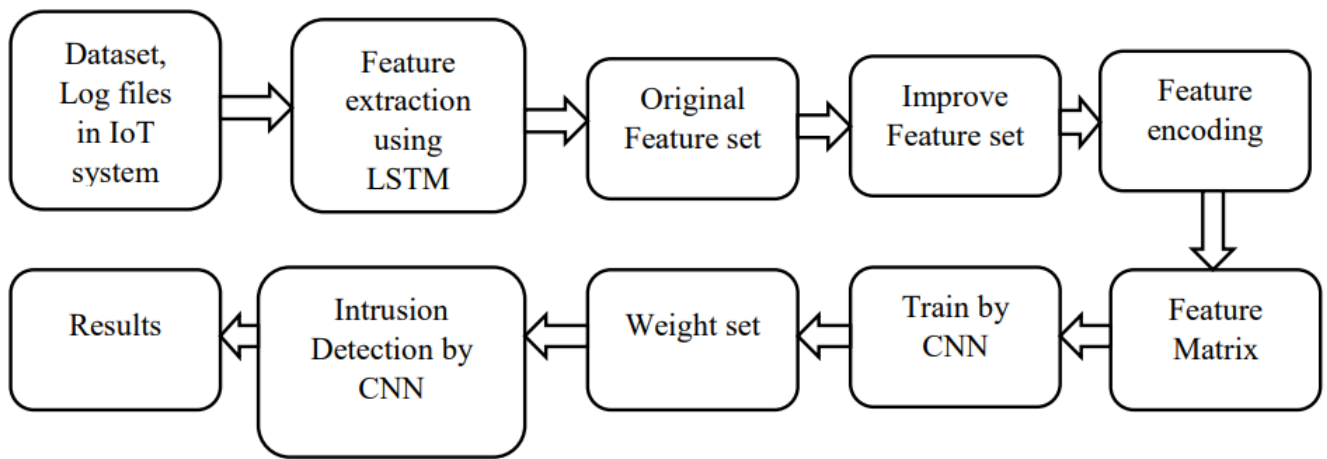 Dataset,
Log files
in IoT
system
Feature
extraction
using
LSTM
Original
Feature set
Improve
Feature set
Feature
encoding
Feature
Matrix
Train by
CNN
Weight set
Intrusion
Detection by
CNN
Results